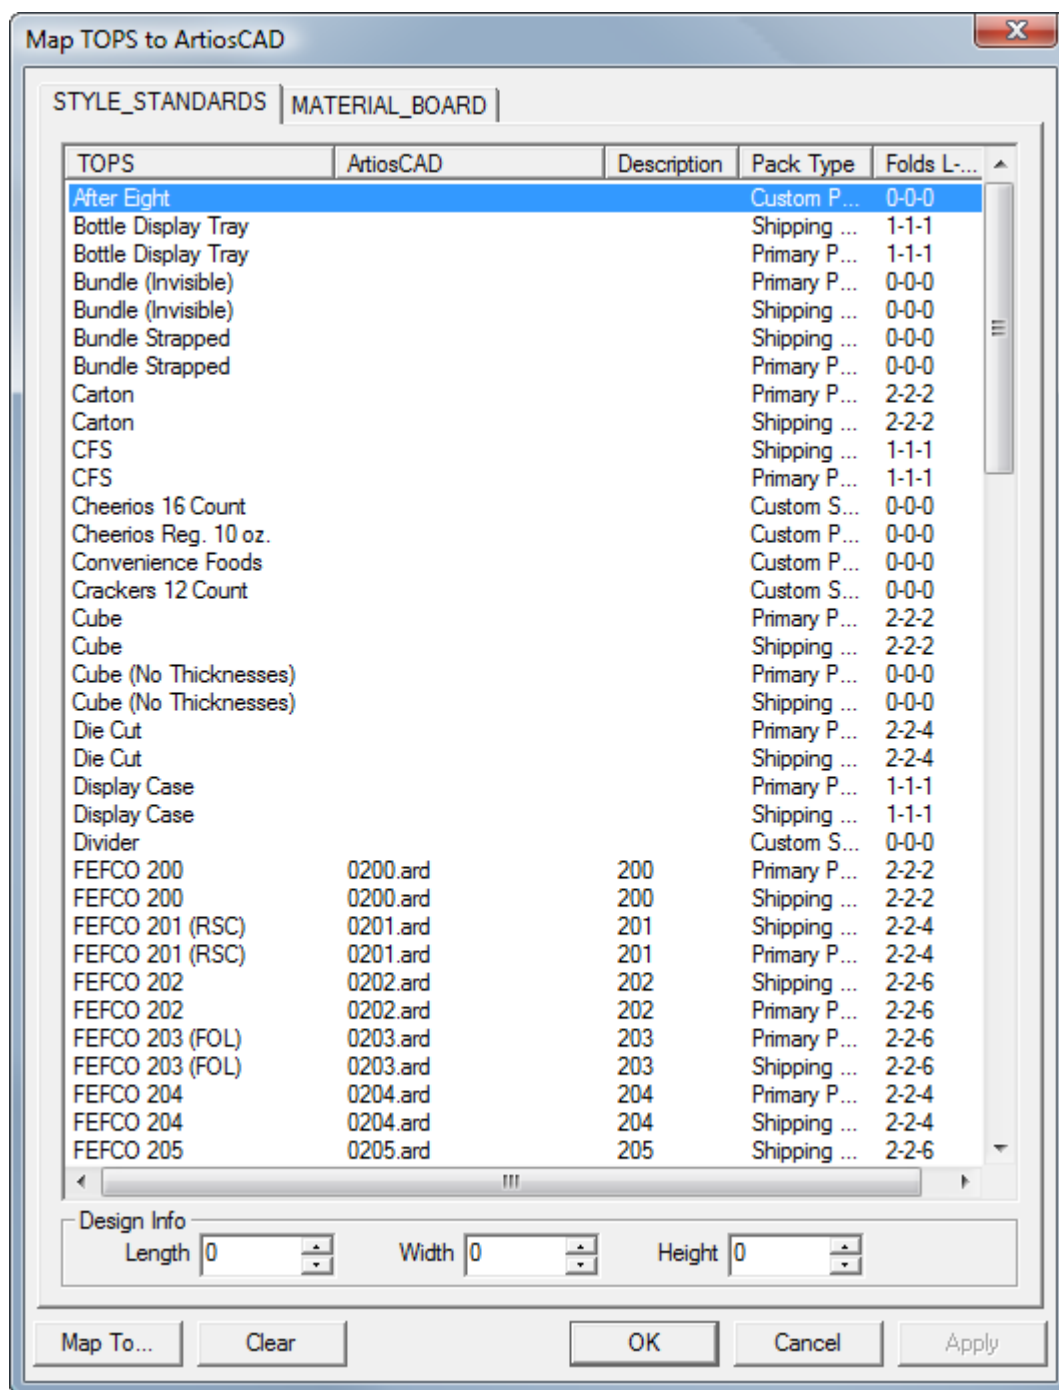 Map TOPS to ArtiosCAD
STYLE_STANDARDS MATERIAL_BOARD
TOPS ArtiosCAD Description Pack Type Folds L-...
After Eight Custom P... 0-0-0
Bottle Display Tray Shipping ... 1-1-1
Bottle Display Tray Primary P... 1-1-1
Bundle (Invisible) Primary P... 0-0-0
Bundle (Invisible) Shipping ... 0-0-0
Bundle Strapped Shipping ... 0-0-0
Bundle Strapped Primary P... 0-0-0
Carton Primary P... 2-2-2
Carton Shipping ... 2-2-2
CFS Shipping ... 1-1-1
CFS Primary P... 1-1-1
Cheerios 16 Count Custom S... 0-0-0
Cheerios Reg. 10 oz. Custom P... 0-0-0
Convenience Foods Custom P... 0-0-0
Crackers 12 Count Custom S... 0-0-0
Cube Primary P... 2-2-2
Cube Shipping ... 2-2-2
Cube (No Thicknesses) Primary P... 0-0-0
Cube (No Thicknesses) Shipping ... 0-0-0
Die Cut Primary P... 2-2-4
Die Cut Shipping ... 2-2-4
Display Case Primary P... 1-1-1
Display Case Shipping ... 1-1-1
Divider Custom S... 0-0-0
FEFCO 200 0200.ard 200 Primary P... 2-2-2
FEFCO 200 0200.ard 200 Shipping ... 2-2-2
FEFCO 201 (RSC) 0201.ard 201 Shipping ... 2-2-4
FEFCO 201 (RSC) 0201.ard 201 Primary P... 2-2-4
FEFCO 202 0202.ard 202 Shipping ... 2-2-6
FEFCO 202 0202.ard 202 Primary P... 2-2-6
FEFCO 203 (FOL) 0203.ard 203 Primary P... 2-2-6
FEFCO 203 (FOL) 0203.ard 203 Shipping ... 2-2-6
FEFCO 204 0204.ard 204 Primary P... 2-2-4
FEFCO 204 0204.ard 204 Shipping ... 2-2-4
FEFCO 205 0205.ard 205 Shipping ... 2-2-6
Design Info
Length 0 Width 0 Height 0
Map To... Clear OK Cancel Apply